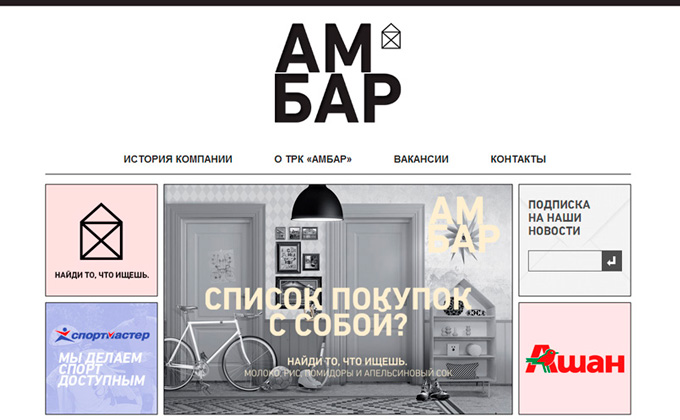 АМ
БАР
ИСТОРИЯ КОМПАНИИ
О ТРК «АМБАР»
ВАКАНСИИ
КОНТАКТЫ
НАЙДИ ТО, ЧТО ИЩЕШЬ.
АМ
БАР
СПИСОК ПОКУПОК
С СОБОЙ?
НАЙДИ ТО, ЧТО ИЩЕШЬ.
МОЛОКО, РИС, ПОМИДОРЫ И АПЕЛЬСИНОВЫЙ СОК
ПОДПИСКА
НА НАШИ
НОВОСТИ
СПОРТМАСТЕР
МЫ ДЕЛАЕМ
СПОРТ
ДОСТУПНЫМ
Ашан